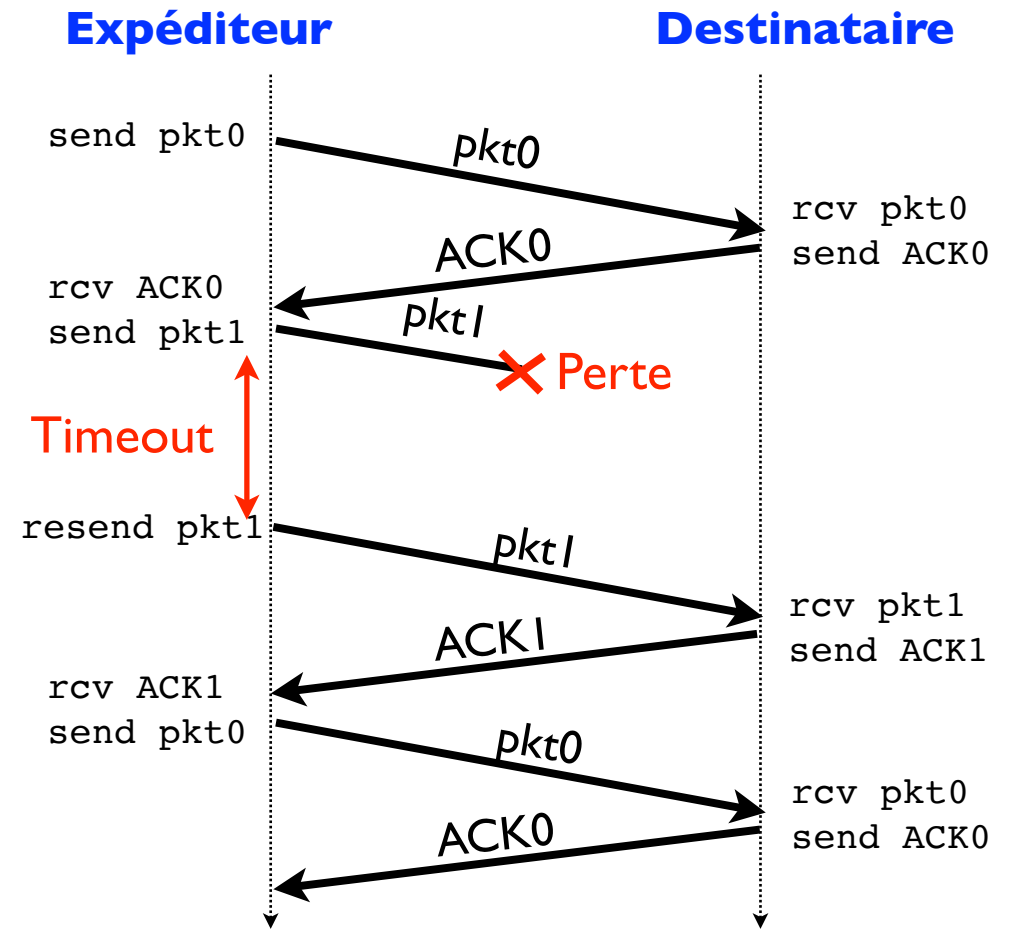 Expéditeur
Destinataire
send pkt0
pkt0
rcv pkt0
send ACK0
ACK0
rcv ACK0
send pkt1
pkt1
Perte
Timeout
resend pkt1
pkt1
rcv pkt1
send ACK1
ACK1
rcv ACK1
send pkt0
pkt0
rcv pkt0
send ACK0
ACK0